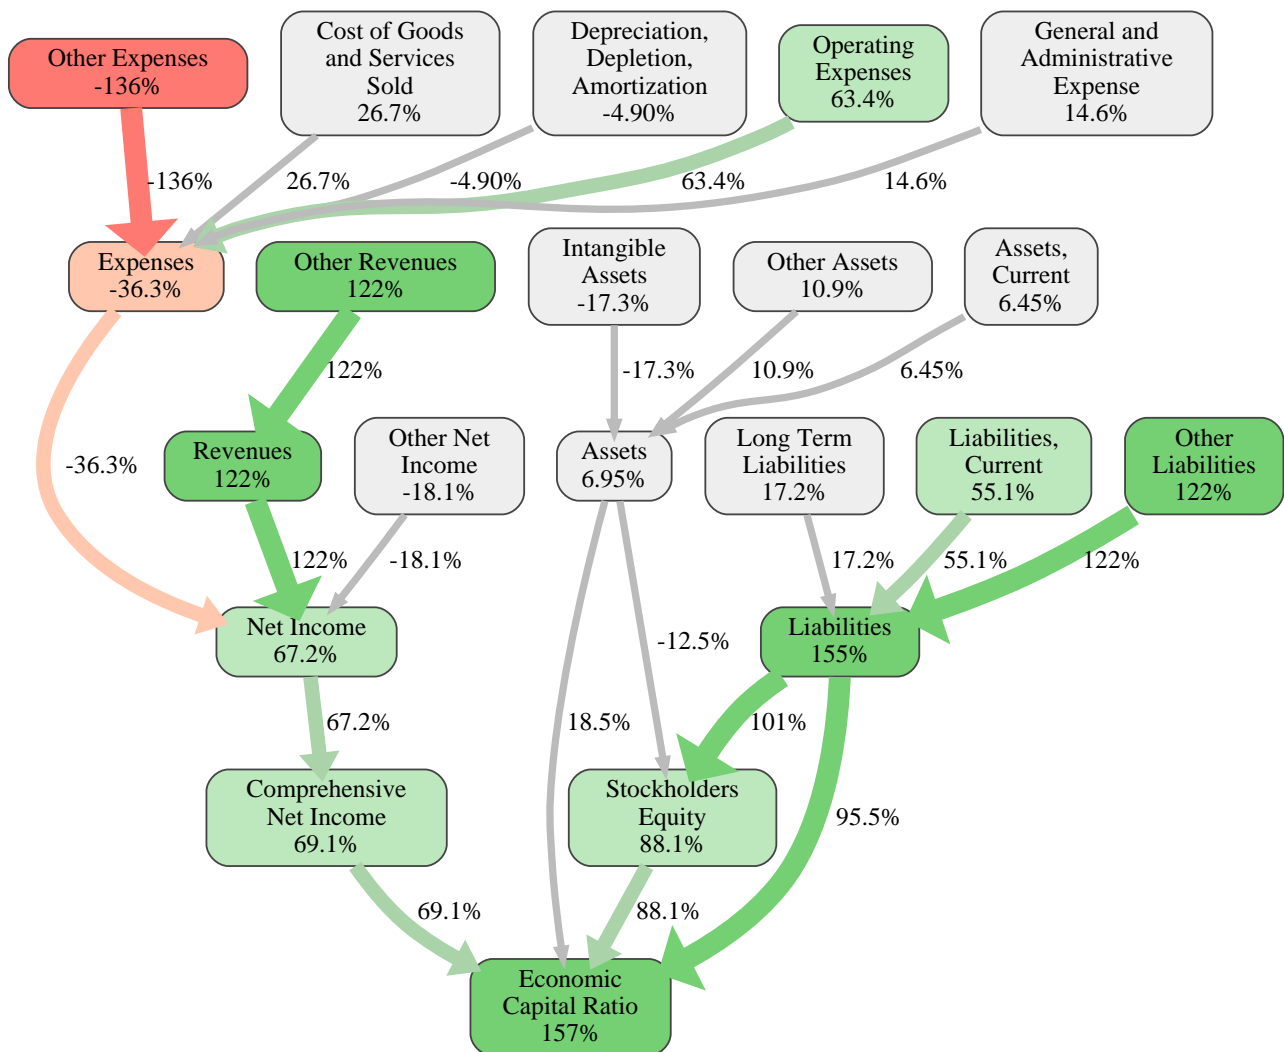 Other Expenses
-136%
Cost of Goods
and Services
Sold
26.7%
Depreciation,
Depletion,
Amortization
-4.90%
Operating
Expenses
63.4%
General and
Administrative
Expense
14.6%
-136%
26.7%
-4.90%
63.4%
14.6%
Expenses
-36.3%
Other Revenues
122%
Intangible
Assets
-17.3%
Other Assets
10.9%
Assets,
Current
6.45%
122%
-17.3%
10.9%
6.45%
-36.3%
Revenues
122%
Other Net
Income
-18.1%
Assets
6.95%
Long Term
Liabilities
17.2%
Liabilities,
Current
55.1%
Other
Liabilities
122%
122%
-18.1%
17.2%
55.1%
122%
Net Income
67.2%
-12.5%
Liabilities
155%
67.2%
18.5%
101%
Comprehensive
Net Income
69.1%
Stockholders
Equity
88.1%
95.5%
69.1%
88.1%
Economic
Capital Ratio
157%